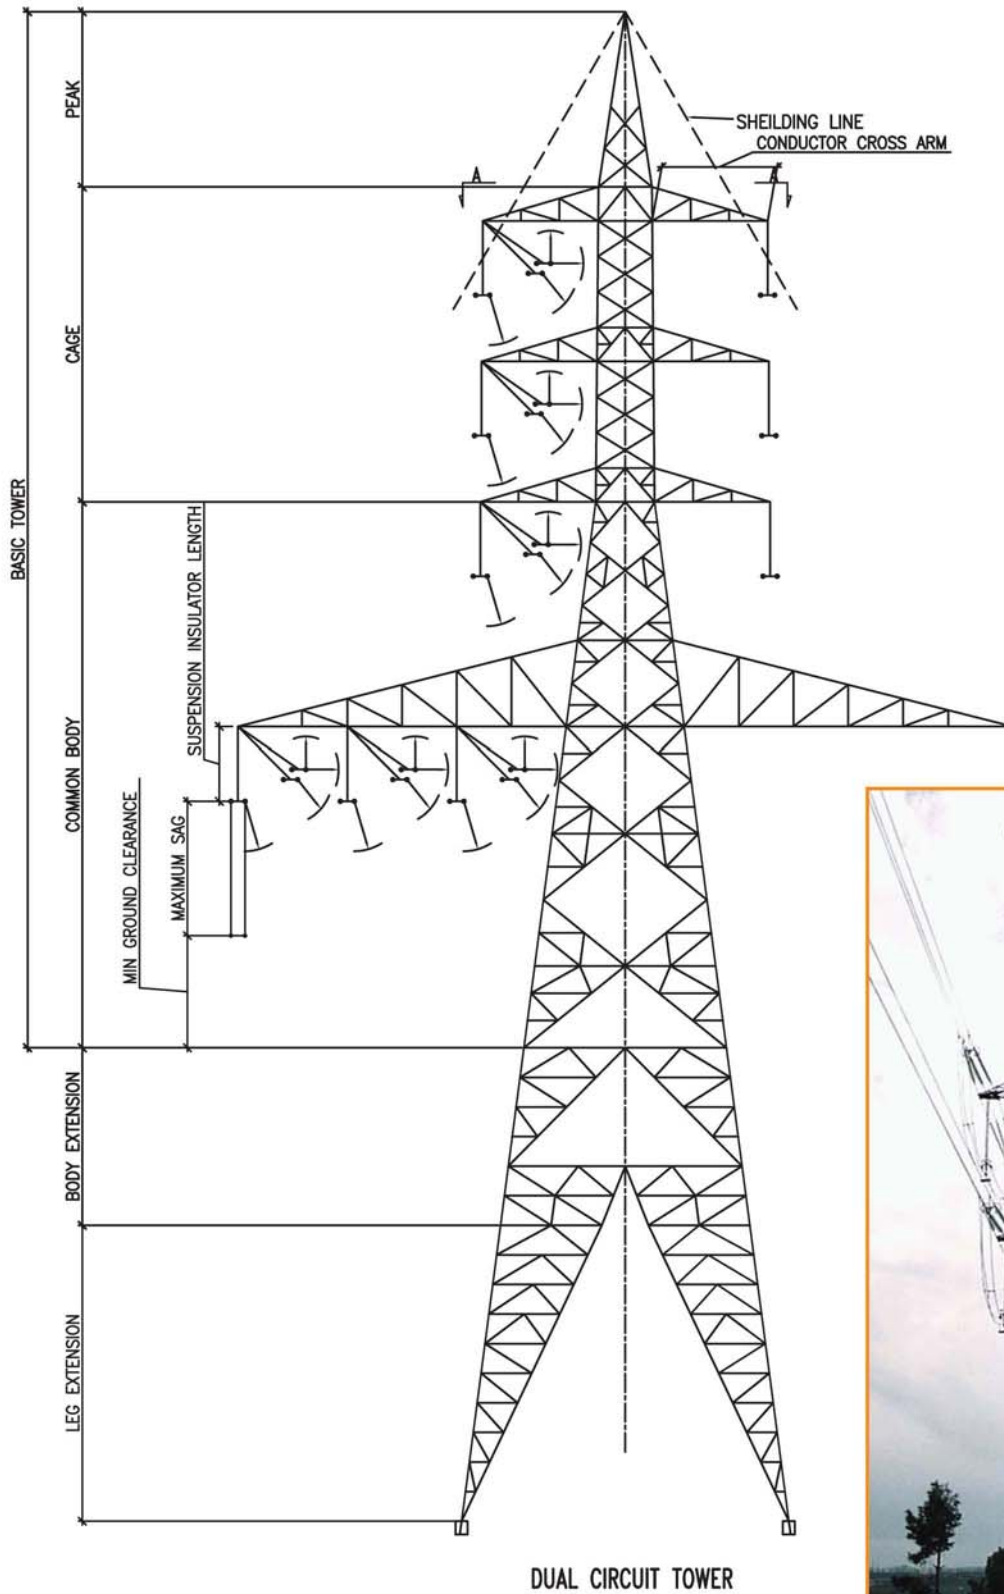 PEAK
SHEILDING LINE
CONDUCTOR CROSS ARM
A
A
CAGE
BASIC TOWER
SUSPENSION INSULATOR LENGTH
COMMON BODY
MAXIMUM SAG
MIN GROUND CLEARANCE
BODY EXTENSION
LEG EXTENSION
DUAL CIRCUIT TOWER